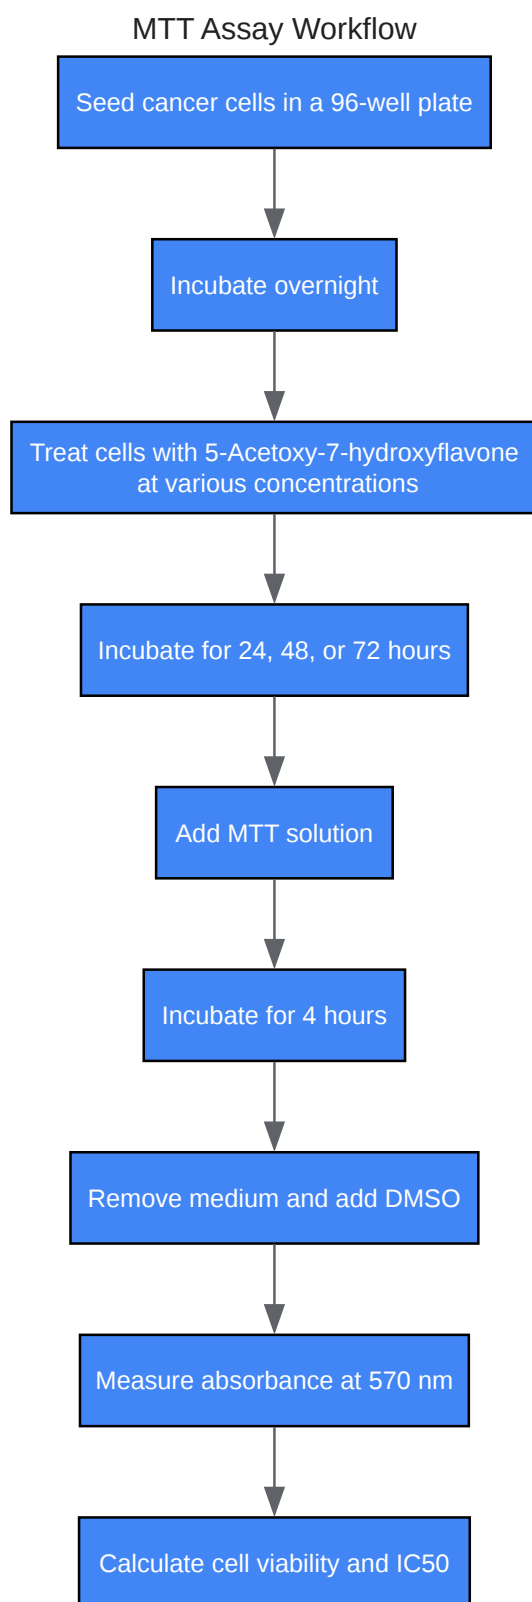 MTT Assay Workflow
Seed cancer cells in a 96-well plate
Incubate overnight
Treat cells with 5-Acetoxy-7-hydroxyflavone
at various concentrations
Incubate for 24, 48, or 72 hours
Add MTT solution
Incubate for 4 hours
Remove medium and add DMSO
Measure absorbance at 570 nm
Calculate cell viability and IC50